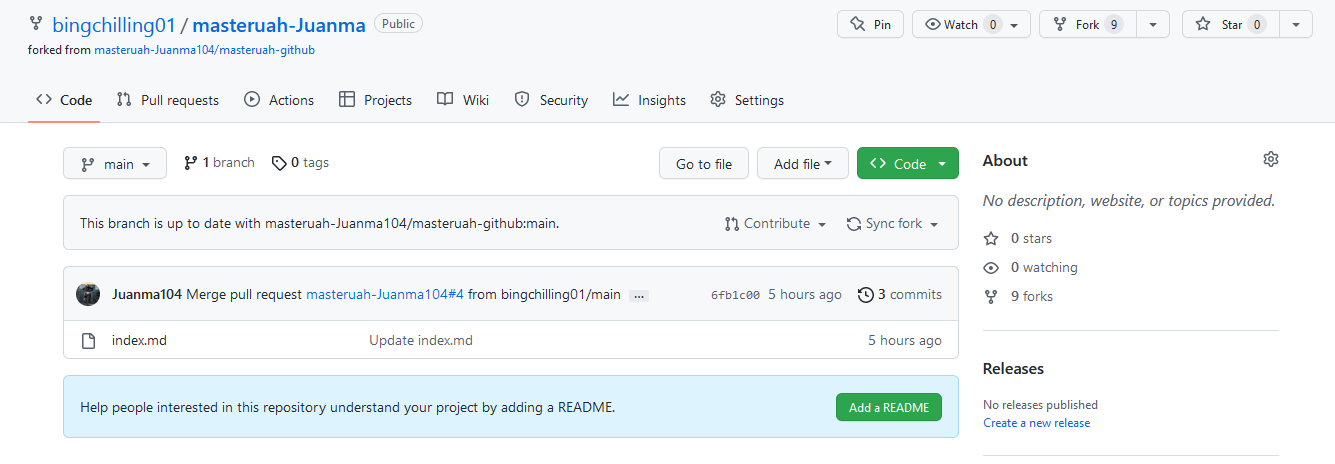 bingchilling01 / masteruah-Juanma Public
Pin Watch 0 Fork 9 Star 0
forked from masteruah-Juanma104/masteruah-github
Code Pull requests Actions Projects Wiki Security Insights Settings
main 1 branch 0 tags Go to file Add file Code
This branch is up to date with masteruah-Juanma104/masteruah-github:main. Contribute Sync fork
Juanma104 Merge pull request masteruah-Juanma104#4 from bingchilling01/main ... 6fb1c00 5 hours ago 3 commits
index.md Update index.md 5 hours ago
Help people interested in this repository understand your project by adding a README. Add a README
About
No description, website, or topics provided.
0 stars
0 watching
9 forks
Releases
No releases published
Create a new release